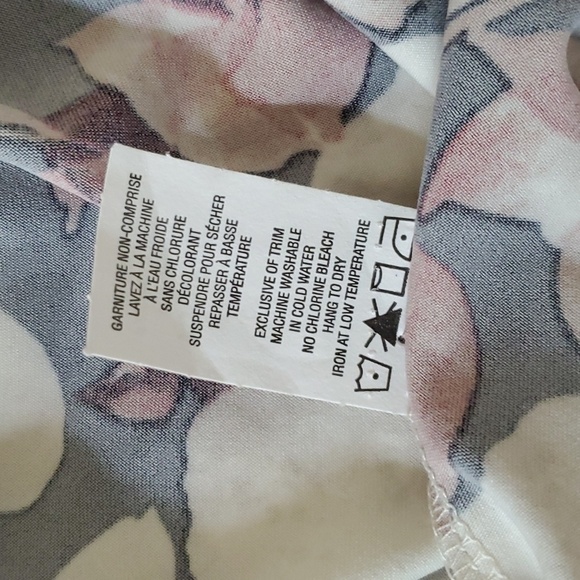 GARNITURE NON-COMPRISE
LAVEZ À LA MACHINE
À L'EAU FROIDE
SANS CHLORURE
DÉCOLORANT
SUSPENDRE POUR SÉCHER
REPASSER À BASSE
TEMPÉRATURE
EXCLUSIVE OF TRIM
MACHINE WASHABLE
IN COLD WATER
NO CHLORINE BLEACH
HANG TO DRY
IRON AT LOW TEMPERATURE